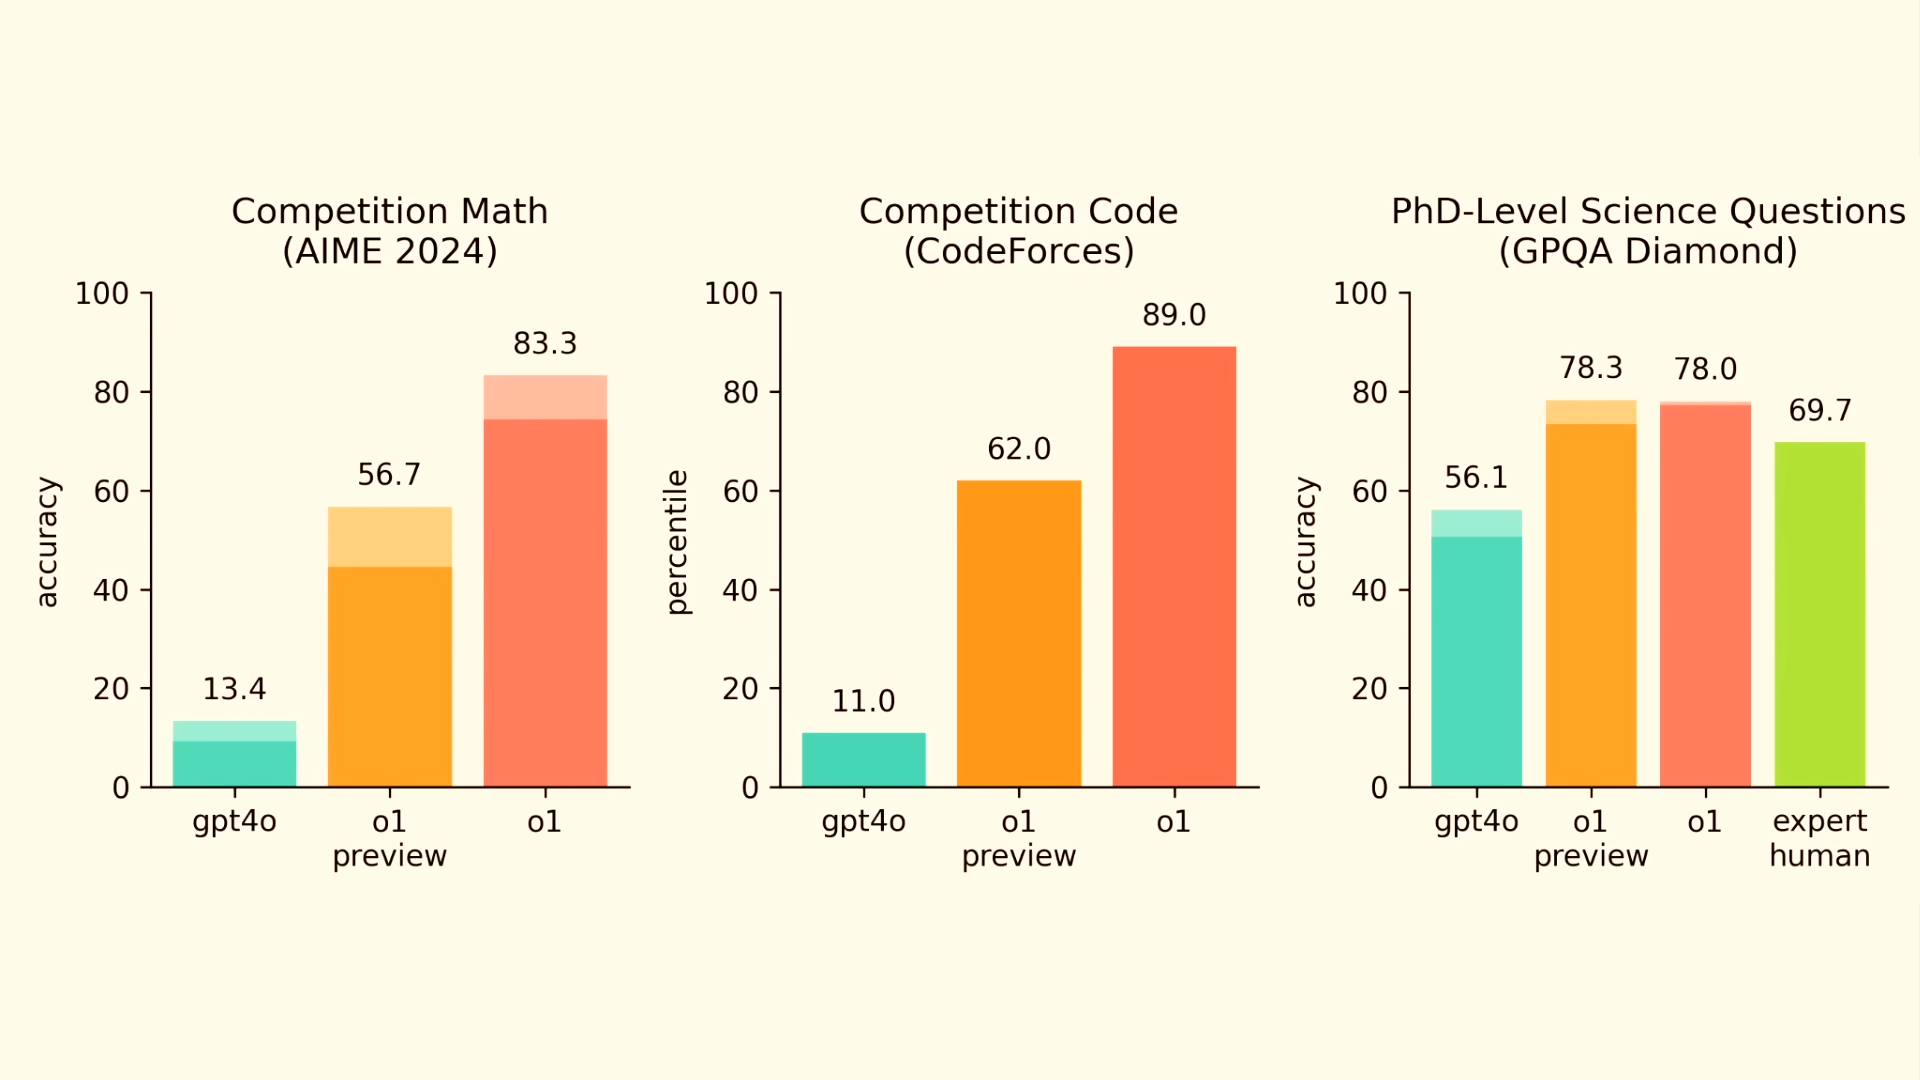 Competition Math
(AIME 2024)
accuracy
100
80
60
40
20
0
13.4
56.7
83.3
gpt4o
o1
preview
o1
Competition Code
(CodeForces)
percentile
100
80
60
40
20
0
11.0
62.0
89.0
gpt4o
o1
preview
o1
PhD-Level Science Questions
(GPQA Diamond)
accuracy
100
80
60
40
20
0
56.1
78.3
78.0
69.7
gpt4o
o1
preview
o1
expert
human